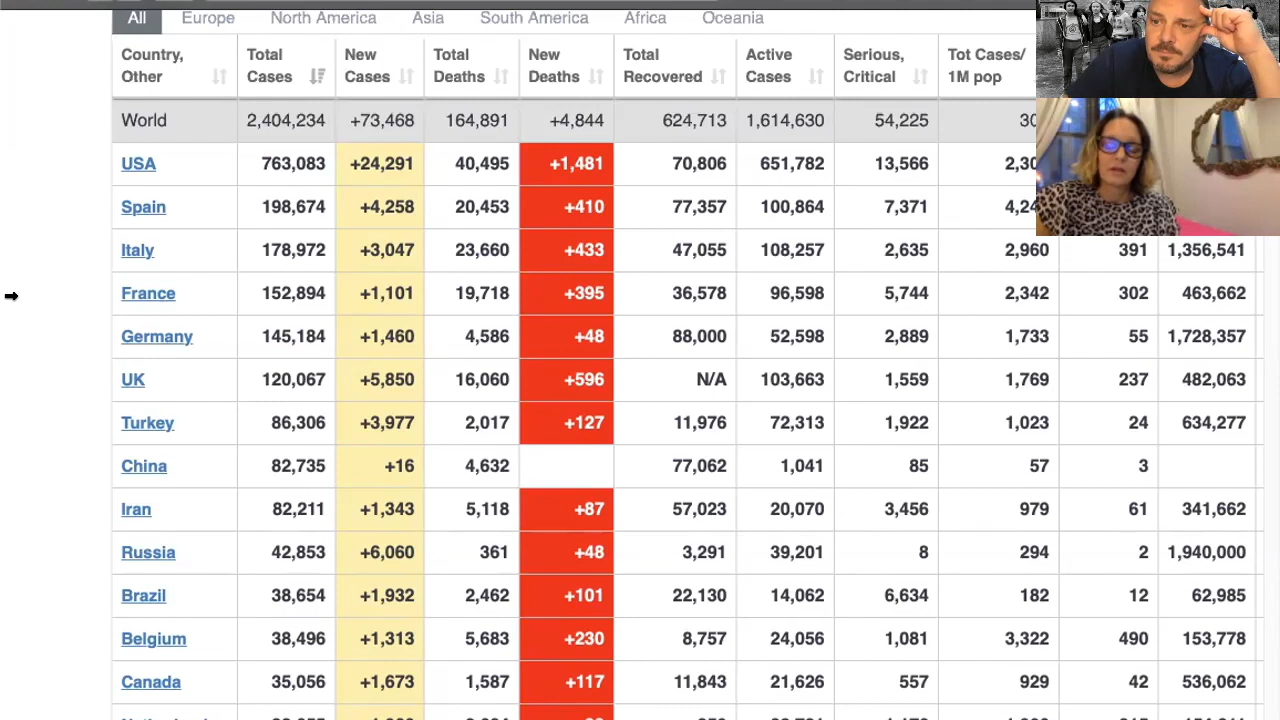 All Europe North America Asia South America Africa Oceania
Country, Other Total Cases New Cases Total Deaths New Deaths Total Recovered Active Cases Serious, Critical Tot Cases/ 1M pop
World 2,404,234 +73,468 164,891 +4,844 624,713 1,614,630 54,225
USA 763,083 +24,291 40,495 +1,481 70,806 651,782 13,566
Spain 198,674 +4,258 20,453 +410 77,357 100,864 7,371
Italy 178,972 +3,047 23,660 +433 47,055 108,257 2,635 2,960 391 1,356,541
France 152,894 +1,101 19,718 +395 36,578 96,598 5,744 2,342 302 463,662
Germany 145,184 +1,460 4,586 +48 88,000 52,598 2,889 1,733 55 1,728,357
UK 120,067 +5,850 16,060 +596 N/A 103,663 1,559 1,769 237 482,063
Turkey 86,306 +3,977 2,017 +127 11,976 72,313 1,922 1,023 24 634,277
China 82,735 +16 4,632 77,062 1,041 85 57 3
Iran 82,211 +1,343 5,118 +87 57,023 20,070 3,456 979 61 341,662
Russia 42,853 +6,060 361 +48 3,291 39,201 8 294 2 1,940,000
Brazil 38,654 +1,932 2,462 +101 22,130 14,062 6,634 182 12 62,985
Belgium 38,496 +1,313 5,683 +230 8,757 24,056 1,081 3,322 490 153,778
Canada 35,056 +1,673 1,587 +117 11,843 21,626 557 929 42 536,062